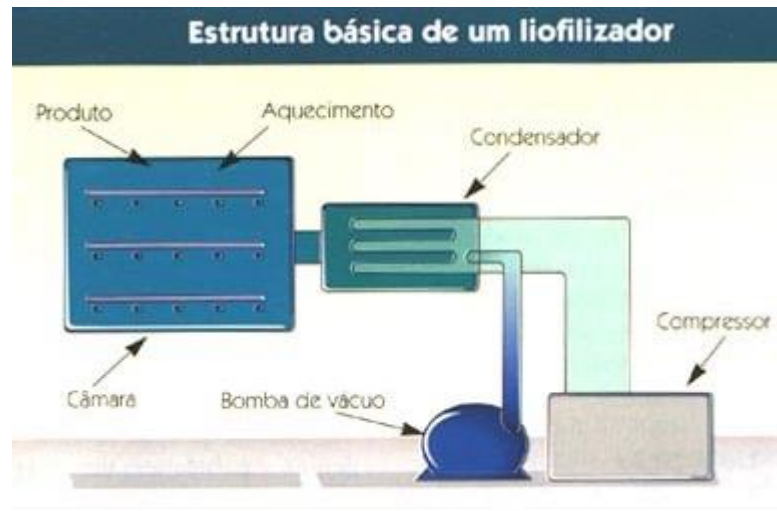 Estrutura básica de um liofilizador
Produto
Aquecimento
Condensador
Compressor
Câmara
Bomba de vácuo